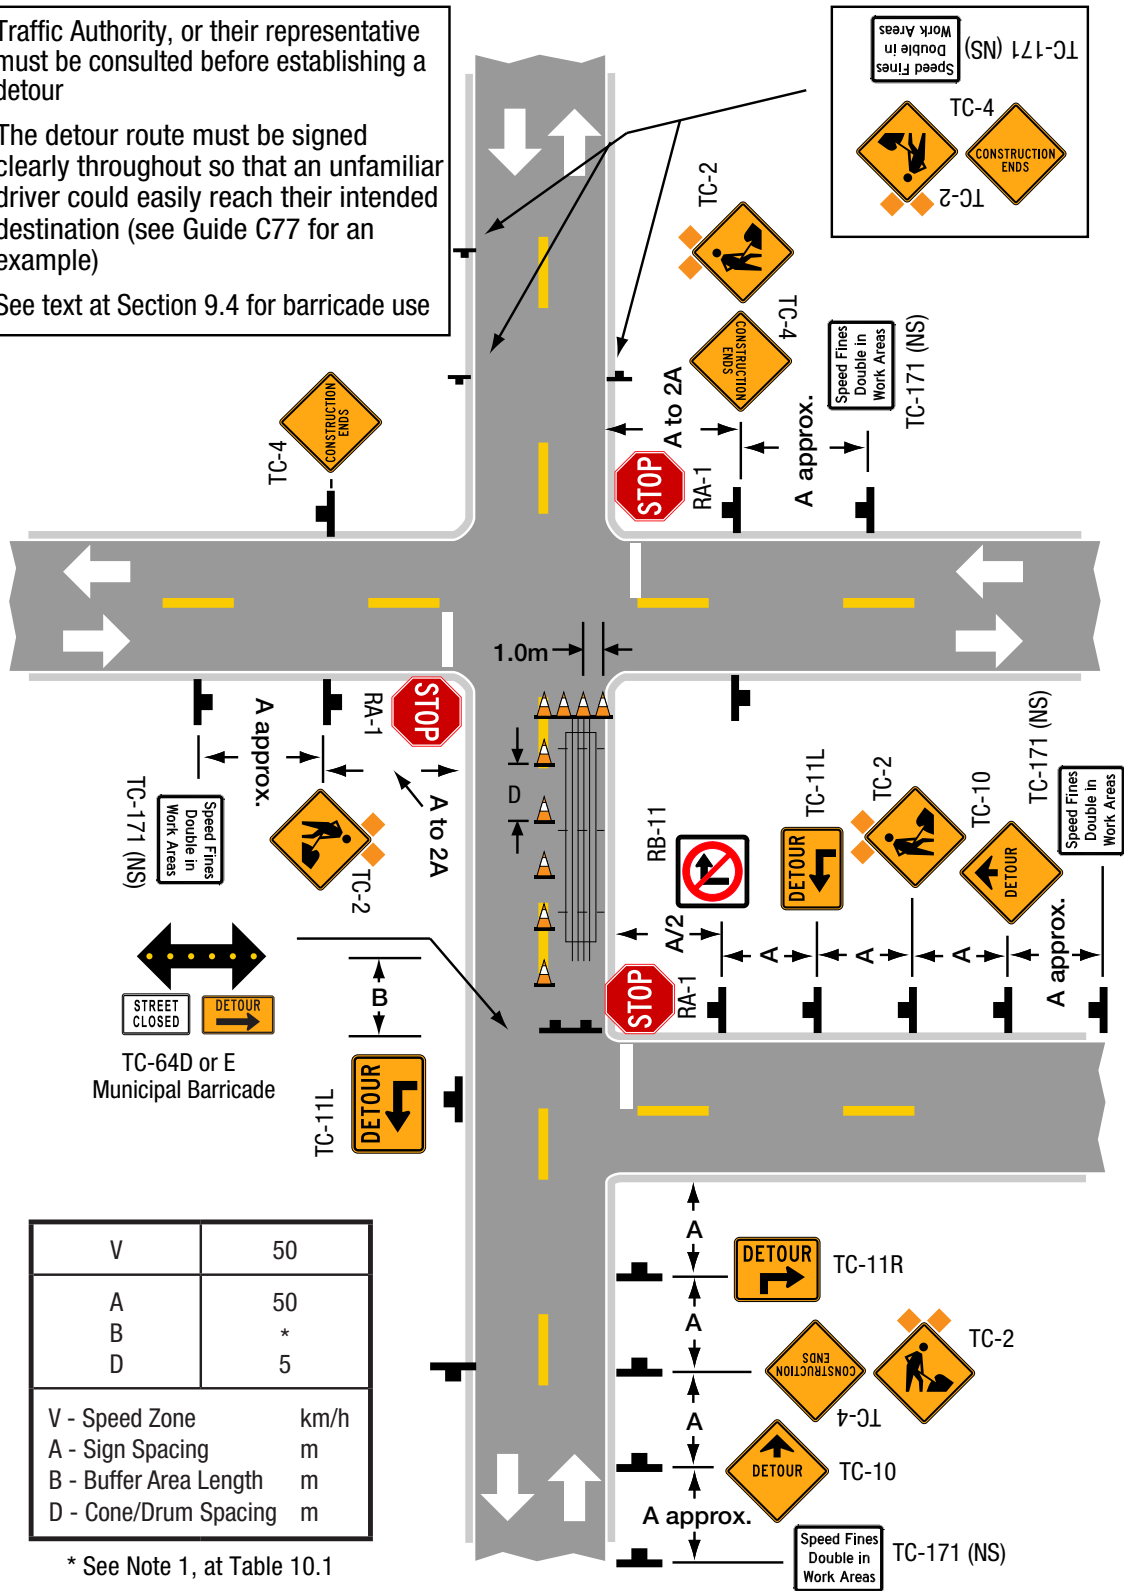 Traffic Authority, or their representative
must be consulted before establishing a
detour
The detour route must be signed
clearly throughout so that an unfamiliar
driver could easily reach their intended
destination (see Guide C77 for an
example)
See text at Section 9.4 for barricade use
Speed Fines
Double in
Work Areas
TC-171 (NS)
TC-4
CONSTRUCTION
ENDS
TC-2
TC-2
TC-4
CONSTRUCTION
ENDS
Speed Fines
Double in
Work Areas
TC-171 (NS)
A to 2A
A approx.
STOP
RA-1
TC-4
CONSTRUCTION
ENDS
1.0m
D
STOP
RA-1
A approx.
A to 2A
TC-171 (NS)
Speed Fines
Double in
Work Areas
TC-2
RB-11
TC-11L
DETOUR
TC-2
TC-10
DETOUR
TC-171 (NS)
Speed Fines
Double in
Work Areas
A/2
A
A
A
A approx.
STOP
RA-1
STREET
CLOSED
DETOUR
TC-64D or E
Municipal Barricade
B
TC-11L
DETOUR
A
DETOUR
TC-11R
A
CONSTRUCTION
ENDS
TC-4
TC-2
A
DETOUR
TC-10
A approx.
Speed Fines
Double in
Work Areas
TC-171 (NS)
V 50
A 50
B *
D 5
V - Speed Zone km/h
A - Sign Spacing m
B - Buffer Area Length m
D - Cone/Drum Spacing m
* See Note 1, at Table 10.1